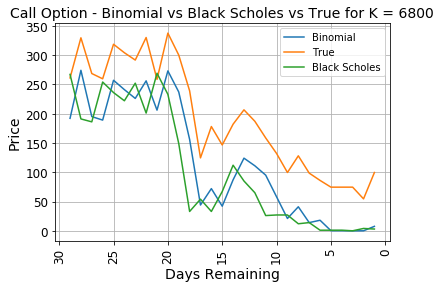 Call Option - Binomial vs Black Scholes vs True for K = 6800
350
300
250
200
150
100
50
0
Price
Binomial
True
Black Scholes
30
25
20
15
10
5
0
Days Remaining